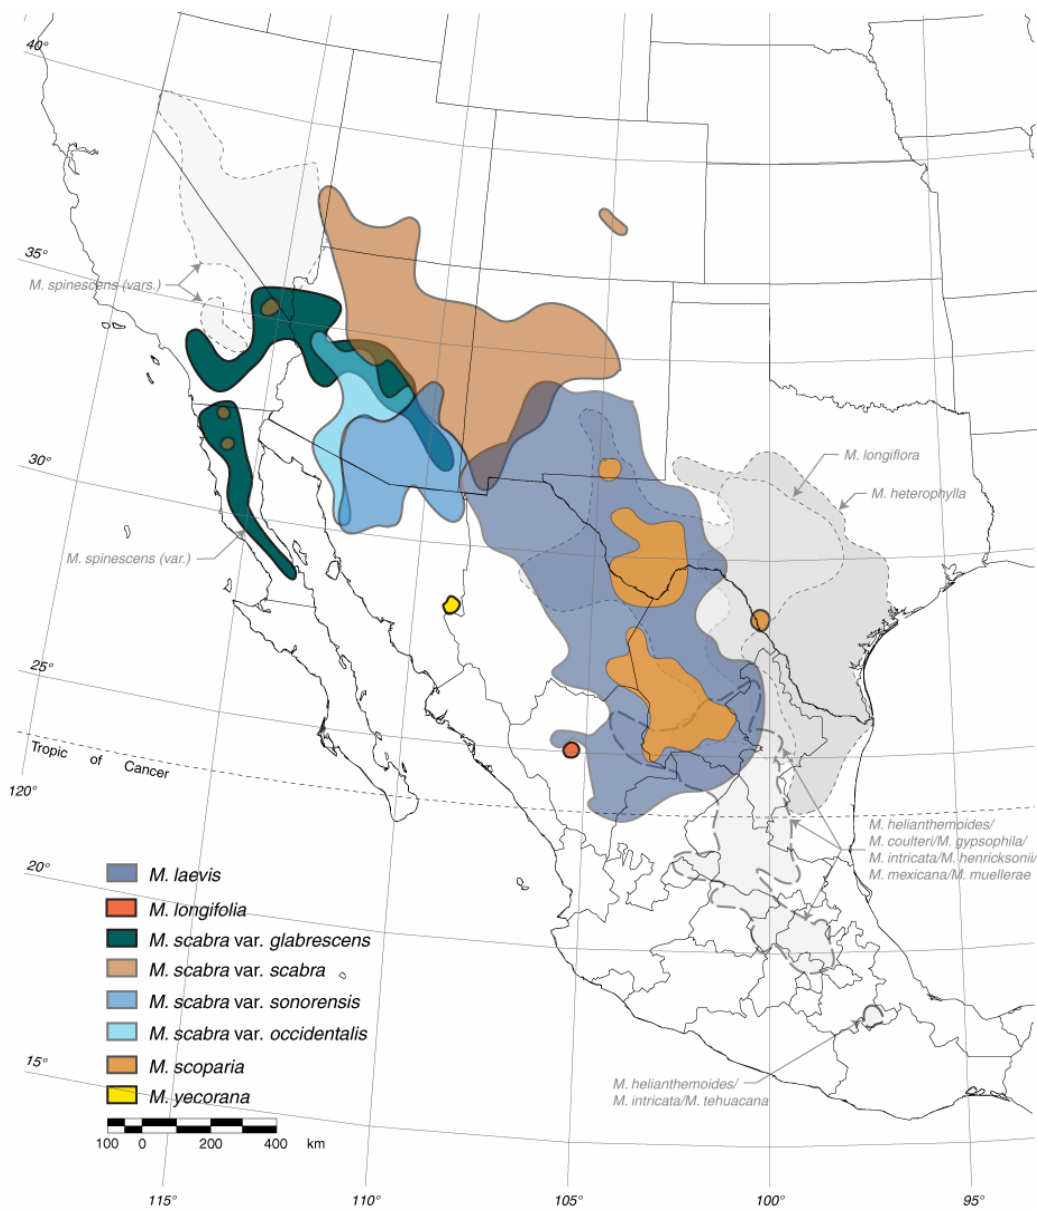 40°
35°
M. spinescens (vars.)
M. longiflora
M. heterophylla
30°
M. spinescens (var.)
25°
Tropic of Cancer
120°
M. helianthemoides/
M. coulteri/M. gypsophila/
M. intricata/M. henricksonii/
M. mexicana/M. muellerae
20°
M. laevis
M. longifolia
M. scabra var. glabrescens
M. scabra var. scabra
M. scabra var. sonorensis
M. scabra var. occidentalis
M. scoparia
M. yecorana
15°
M. helianthemoides/
M. intricata/M. tehuacana
100 0 200 400 km
115° 110° 105° 100° 95°